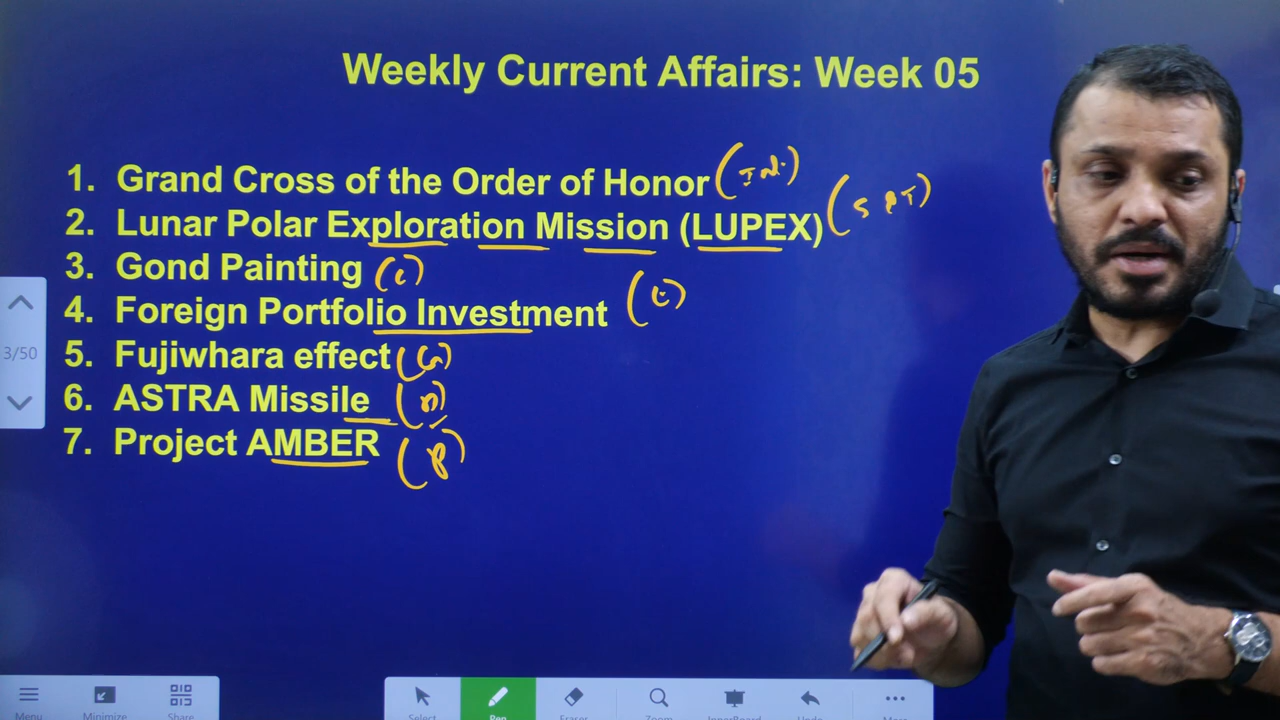 Weekly Current Affairs: Week 05
1. Grand Cross of the Order of Honor
2. Lunar Polar Exploration Mission (LUPEX)
3. Gond Painting
4. Foreign Portfolio Investment (E)
3/50
5. Fujiwhara effect (G)
6. ASTRA Missile
7. Project AMBER
Menu Minimize Share Select Pen Eraser Zoom Undo More